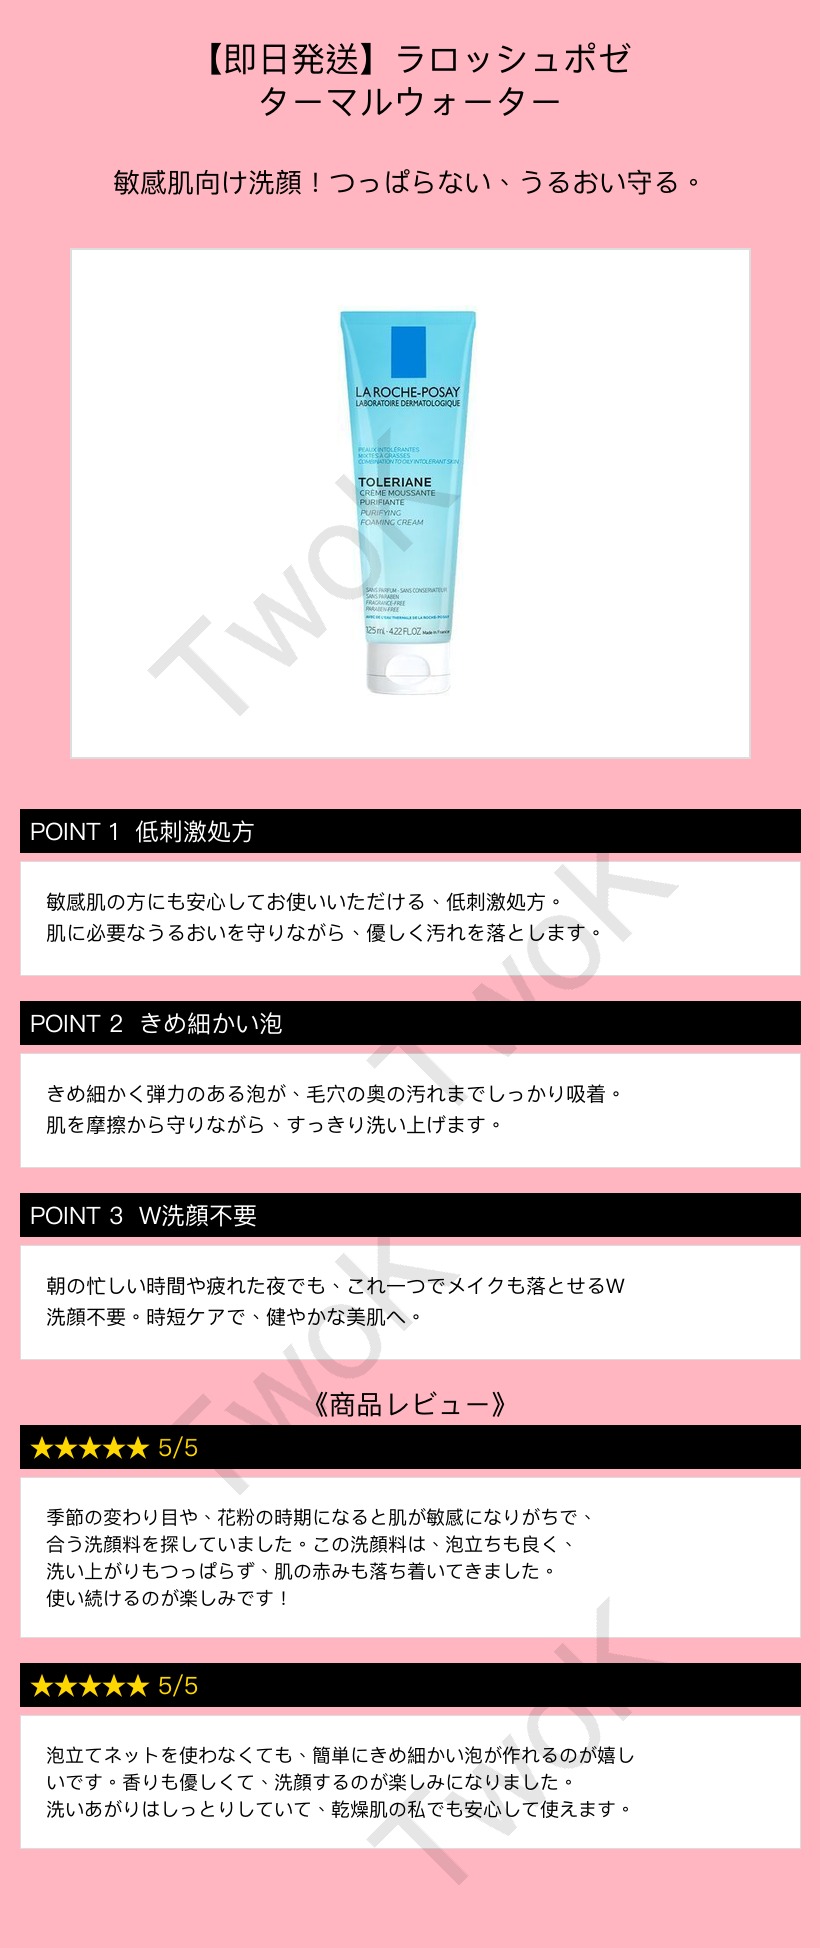 【即日発送】ラロッシュポゼ
ターマルウォーター
敏感肌向け洗顔！つっぱらない、うるおい守る。
LA ROCHE-POSAY
LABORATOIRE DERMATOLOGIQUE
PEAUX INTOLÉRANTES
MIXTES À GRASSES
COMBINATION TO OILY INTOLERANT SKIN
TOLERIANE
CRÈME MOUSSANTE
PURIFIANTE
PURIFYING
FOAMING CREAM
SANS PARFUM - SANS CONSERVATEUR
SANS PARABEN
FRAGRANCE-FREE
PARABEN-FREE
AVEC DE L'EAU THERMALE DE LA ROCHE-POSAY
125 ml - 4.22 FL.OZ Made in France
TwoK
POINT 1 低刺激処方
敏感肌の方にも安心してお使いいただける、低刺激処方。
肌に必要なうるおいを守りながら、優しく汚れを落とします。
TwoK
POINT 2 きめ細かい泡
きめ細かく弾力のある泡が、毛穴の奥の汚れまでしっかり吸着。
肌を摩擦から守りながら、すっきり洗い上げます。
POINT 3 W洗顔不要
朝の忙しい時間や疲れた夜でも、これ一つでメイクも落とせるW
洗顔不要。時短ケアで、健やかな美肌へ。
TwoK
《商品レビュー》
★★★★★ 5/5
季節の変わり目や、花粉の時期になると肌が敏感になりがちで、
合う洗顔料を探していました。この洗顔料は、泡立ちも良く、
洗い上がりもつっぱらず、肌の赤みも落ち着いてきました。
使い続けるのが楽しみです！
★★★★★ 5/5
泡立てネットを使わなくても、簡単にきめ細かい泡が作れるのが嬉し
いです。香りも優しくて、洗顔するのが楽しみになりました。
洗いあがりはしっとりしていて、乾燥肌の私でも安心して使えます。
TwoK